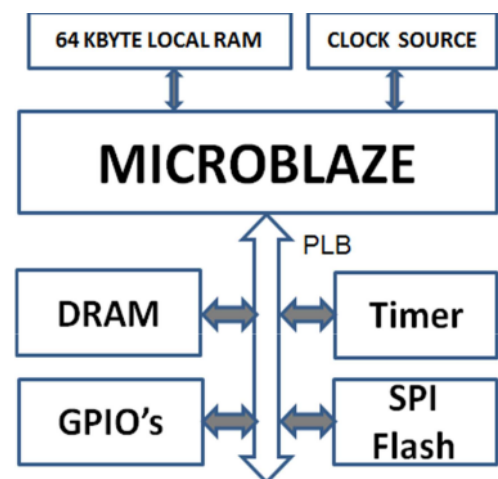 64 KBYTE LOCAL RAM
CLOCK SOURCE
MICROBLAZE
PLB
DRAM
Timer
GPIO's
SPI
Flash